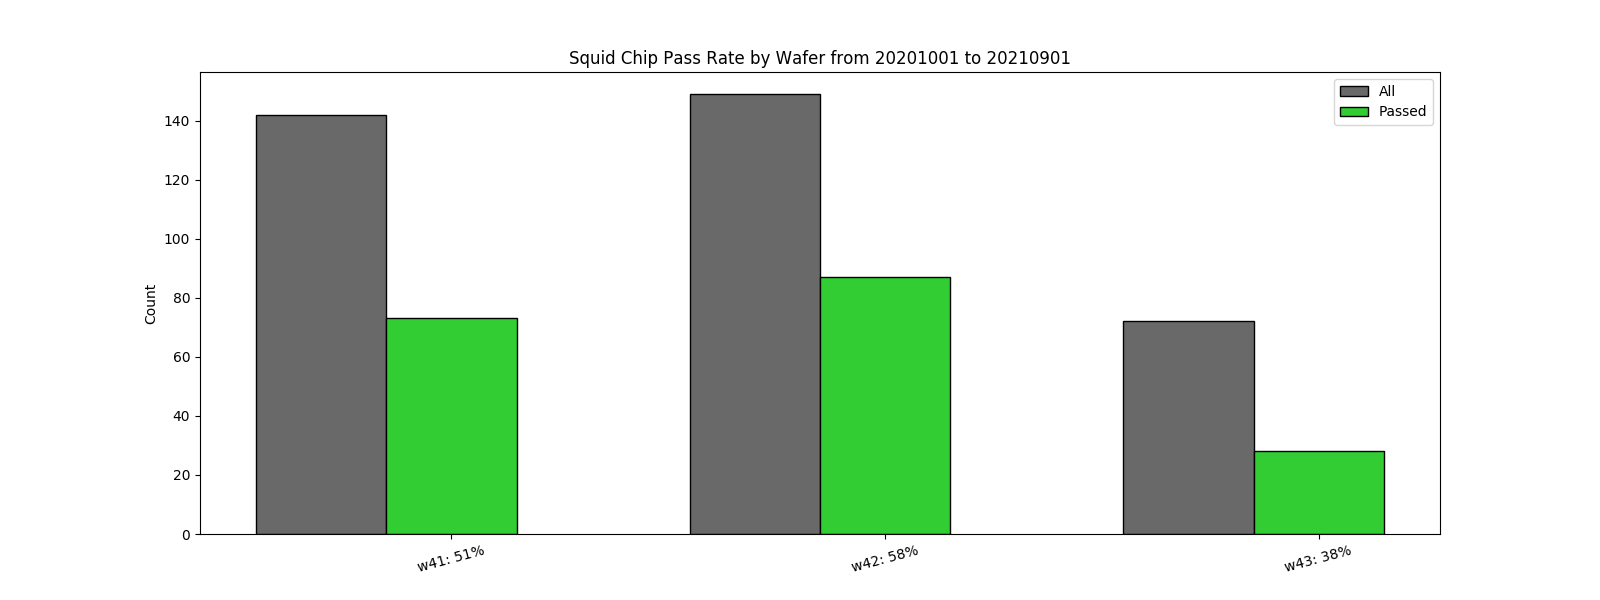 Squid Chip Pass Rate by Wafer from 20201001 to 20210901
All
Passed
Count
140
120
100
80
60
40
20
0
w41: 51%
w42: 58%
w43: 38%